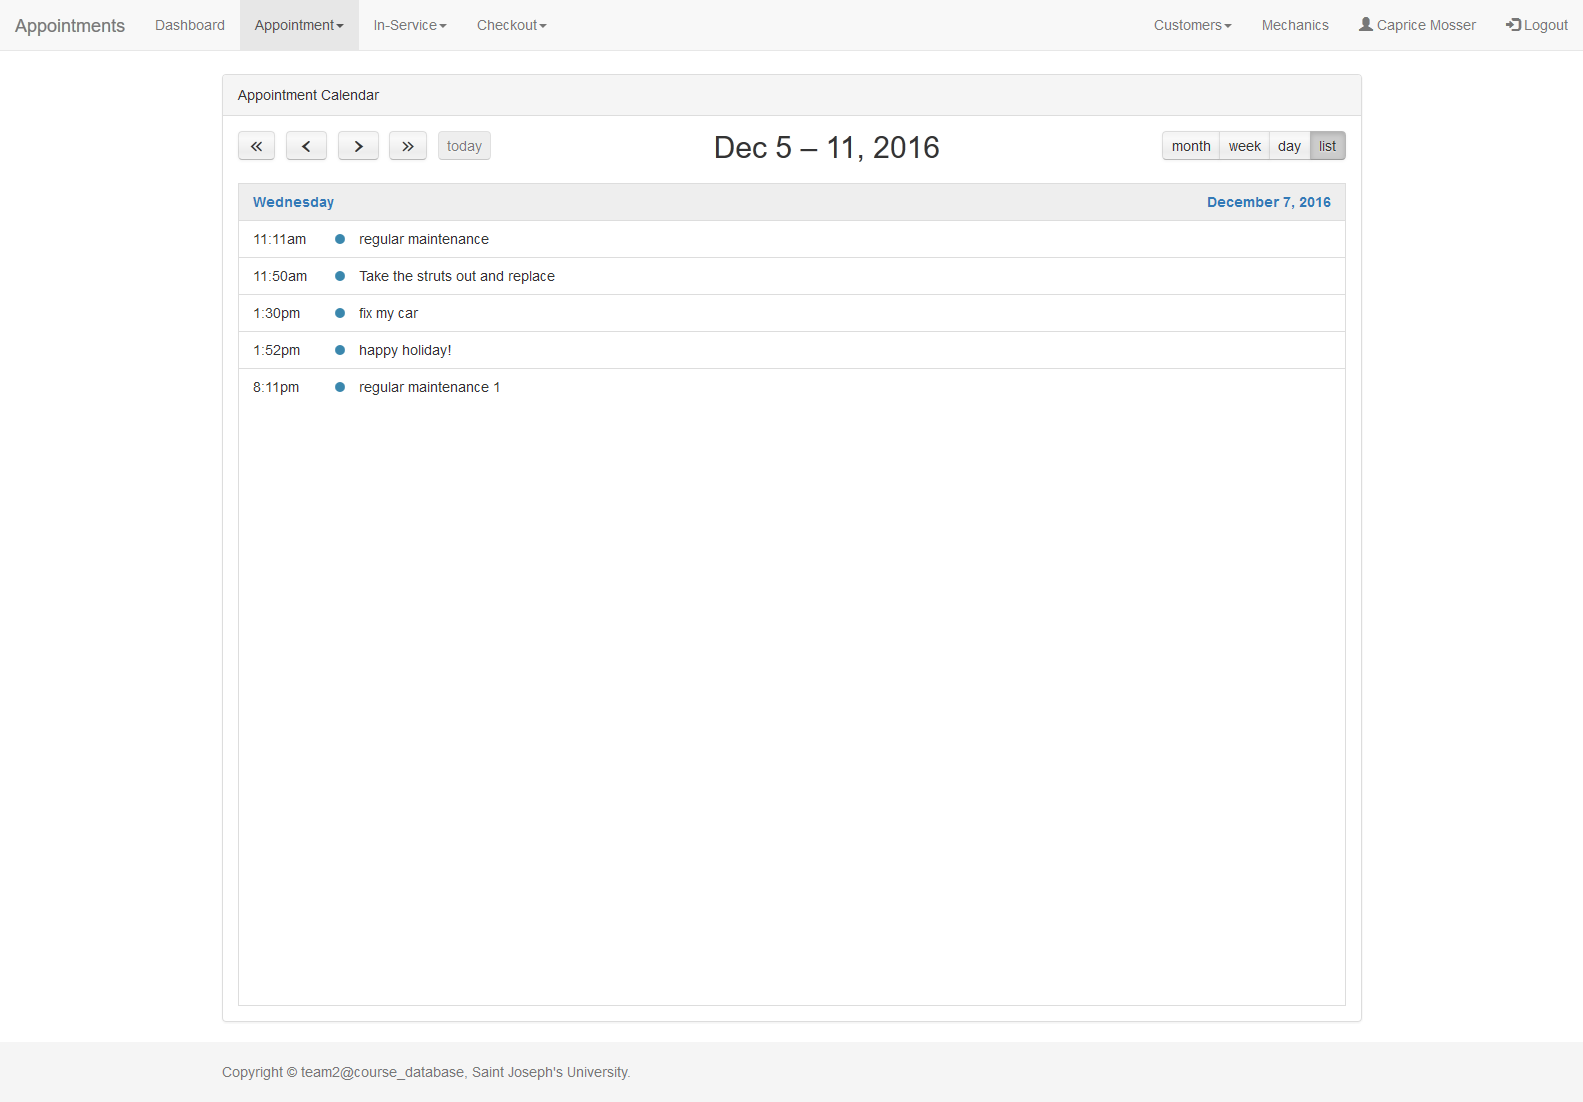 Appointments Dashboard Appointment In-Service Checkout Customers Mechanics Caprice Mosser Logout
Appointment Calendar
today Dec 5 – 11, 2016 month week day list
Wednesday December 7, 2016
11:11am regular maintenance
11:50am Take the struts out and replace
1:30pm fix my car
1:52pm happy holiday!
8:11pm regular maintenance 1
Copyright © team2@course_database, Saint Joseph's University.